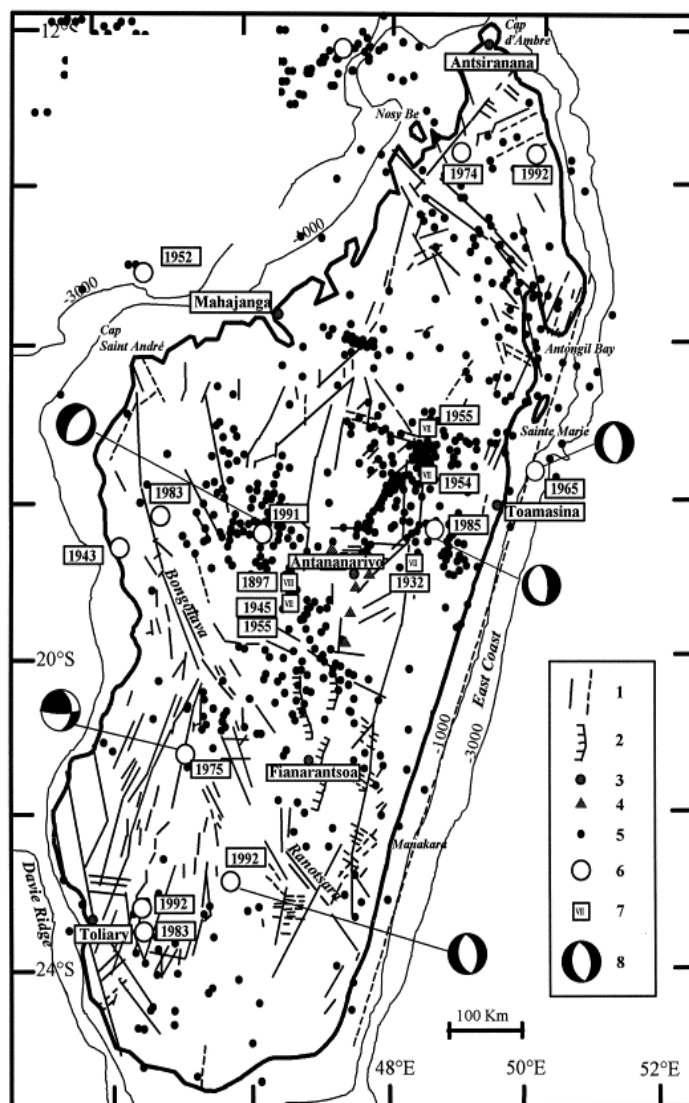 12°S
Cap
d'Ambre
Antsiranana
Nosy Be
1974
1992
-1000
1952
-3000
Mahajanga
Cap
Saint André
Antongil Bay
1955
Sainte Marie
VII
1954
VII
1965
1983
1991
1985
Toamasina
1943
Antananarivo
1897
VIII
VII
1932
1945
VII
1955
Bongolava
20°S
East Coast
-1000
-3000
1975
Fianarantsoa
Manakara
1992
Ranotsara
Davie Ridge
1992
Toliary
1983
24°S
1
2
3
4
5
6
VII
7
8
100 Km
48°E
50°E
52°E